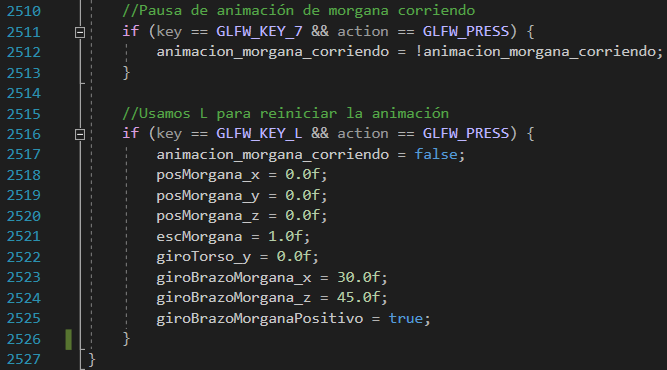 2510 //Pausa de animación de morgana corriendo
2511 if (key == GLFW_KEY_7 && action == GLFW_PRESS) {
2512 animacion_morgana_corriendo = !animacion_morgana_corriendo;
2513 }
2514
2515 //Usamos L para reiniciar la animación
2516 if (key == GLFW_KEY_L && action == GLFW_PRESS) {
2517 animacion_morgana_corriendo = false;
2518 posMorgana_x = 0.0f;
2519 posMorgana_y = 0.0f;
2520 posMorgana_z = 0.0f;
2521 escMorgana = 1.0f;
2522 giroTorso_y = 0.0f;
2523 giroBrazoMorgana_x = 30.0f;
2524 giroBrazoMorgana_z = 45.0f;
2525 giroBrazoMorganaPositivo = true;
2526 }
2527 }